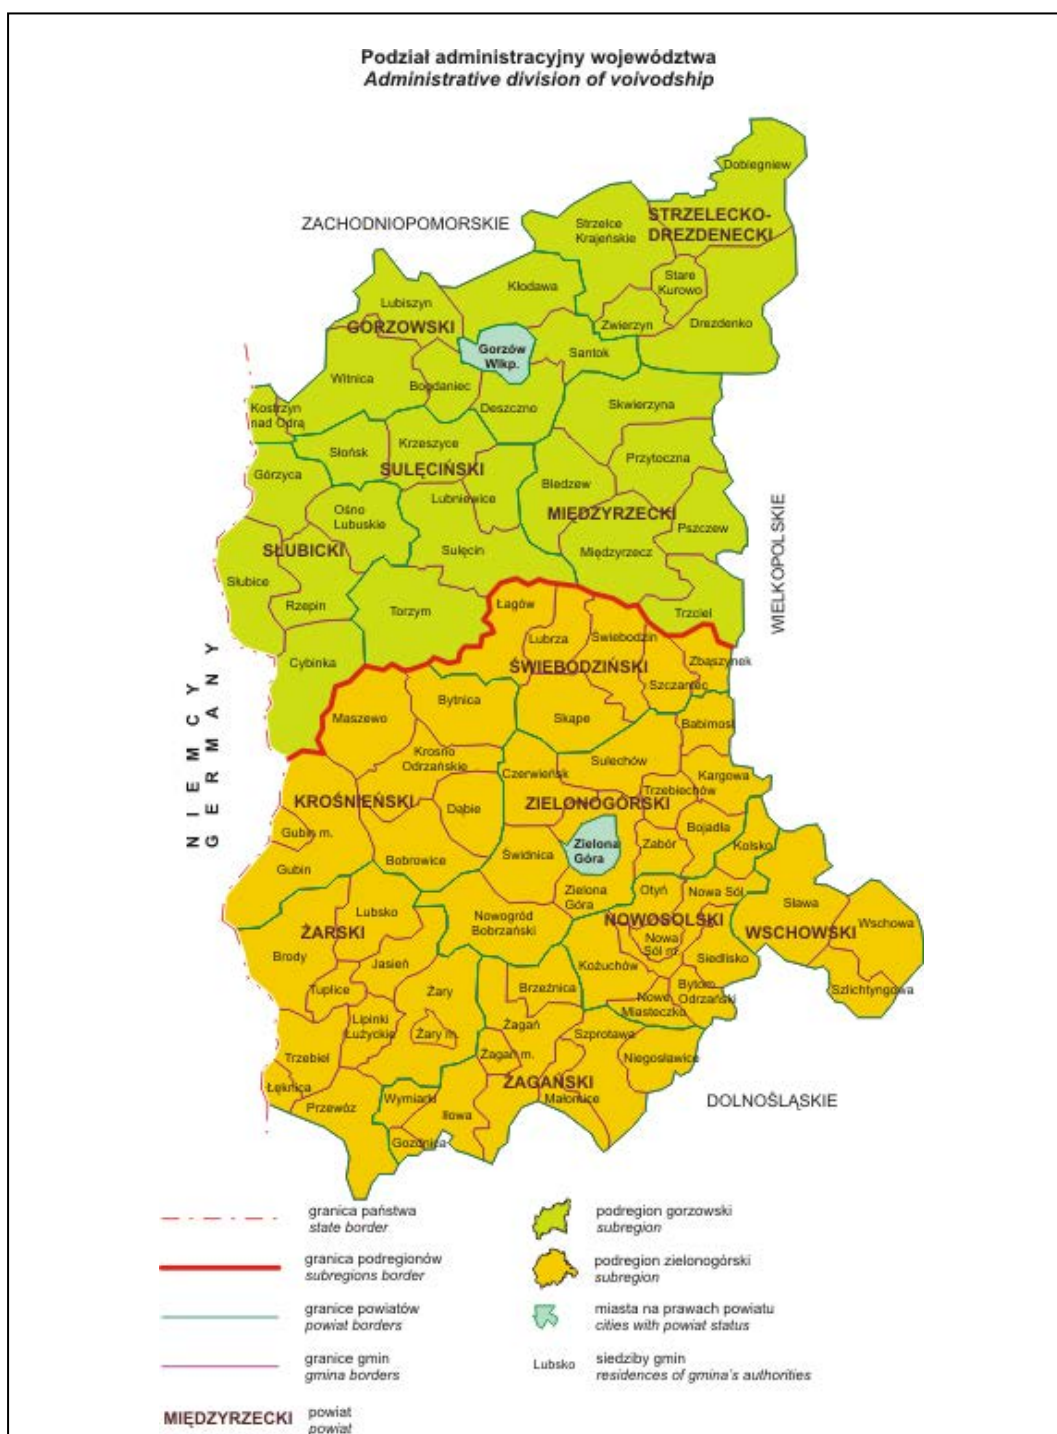 Podział administracyjny województwa
Administrative division of voivodship
Dobiegniew
ZACHODNIOPOMORSKIE
Strzelce
Krajeńskie
STRZELECKO-
DREZDENECKI
Stare
Kurowo
Kłodawa
Lubiszyn
GORZOWSKI
Zwierzyn
Drezdenko
Gorzów
Wlkp.
Santok
Witnica
Bogdaniec
Deszczno
Skwierzyna
Kostrzyn
nad Odrą
Słońsk
Krzeszyce
Przytoczna
Górzyca
SULĘCIŃSKI
Lubniewice
Bledzew
Ośno
Lubuskie
MIĘDZYRZECKI
Pszczew
WIELKOPOLSKIE
SŁUBICKI
Sulęcin
Międzyrzecz
Słubice
Rzepin
Torzym
Łagów
Trzciel
Lubrza
Świebodzin
Cybinka
ŚWIEBODZIŃSKI
Zbąszynek
Szczaniec
NIEMCY
GERMANY
Maszewo
Bytnica
Skąpe
Babimost
Krosno
Odrzańskie
Czerwieńsk
Sulechów
Kargowa
Trzebiechów
KROŚNIEŃSKI
Dąbie
ZIELONOGÓRSKI
Gubin m.
Bojadła
Zielona
Góra
Zabór
Kolsko
Gubin
Bobrowice
Świdnica
Zielona
Góra
Otyń
Nowa Sól
Sława
Lubsko
Nowogród
Bobrzański
NOWOSOLSKI
WSCHOWSKI
Wschowa
ŻARSKI
Nowa
Sól m.
Brody
Jasień
Kożuchów
Siedlisko
Tuplice
Żary
Brzeźnica
Bytom
Odrzański
Szlichtyngowa
Nowe
Miasteczko
Lipinki
Łużyckie
Żary m.
Żagań
Szprotawa
Trzebiel
Żagań m.
Niegosławice
Łęknica
ŻAGAŃSKI
Przewóz
Wymiarki
Iłowa
Małomice
DOLNOŚLĄSKIE
Gozdnica
granica państwa
state border
podregion gorzowski
subregion
granica podregionów
subregions border
podregion zielonogórski
subregion
granice powiatów
powiat borders
miasta na prawach powiatu
cities with powiat status
granice gmin
gmina borders
Lubsko
siedziby gmin
residences of gmina's authorities
MIĘDZYRZECKI
powiat
powiat